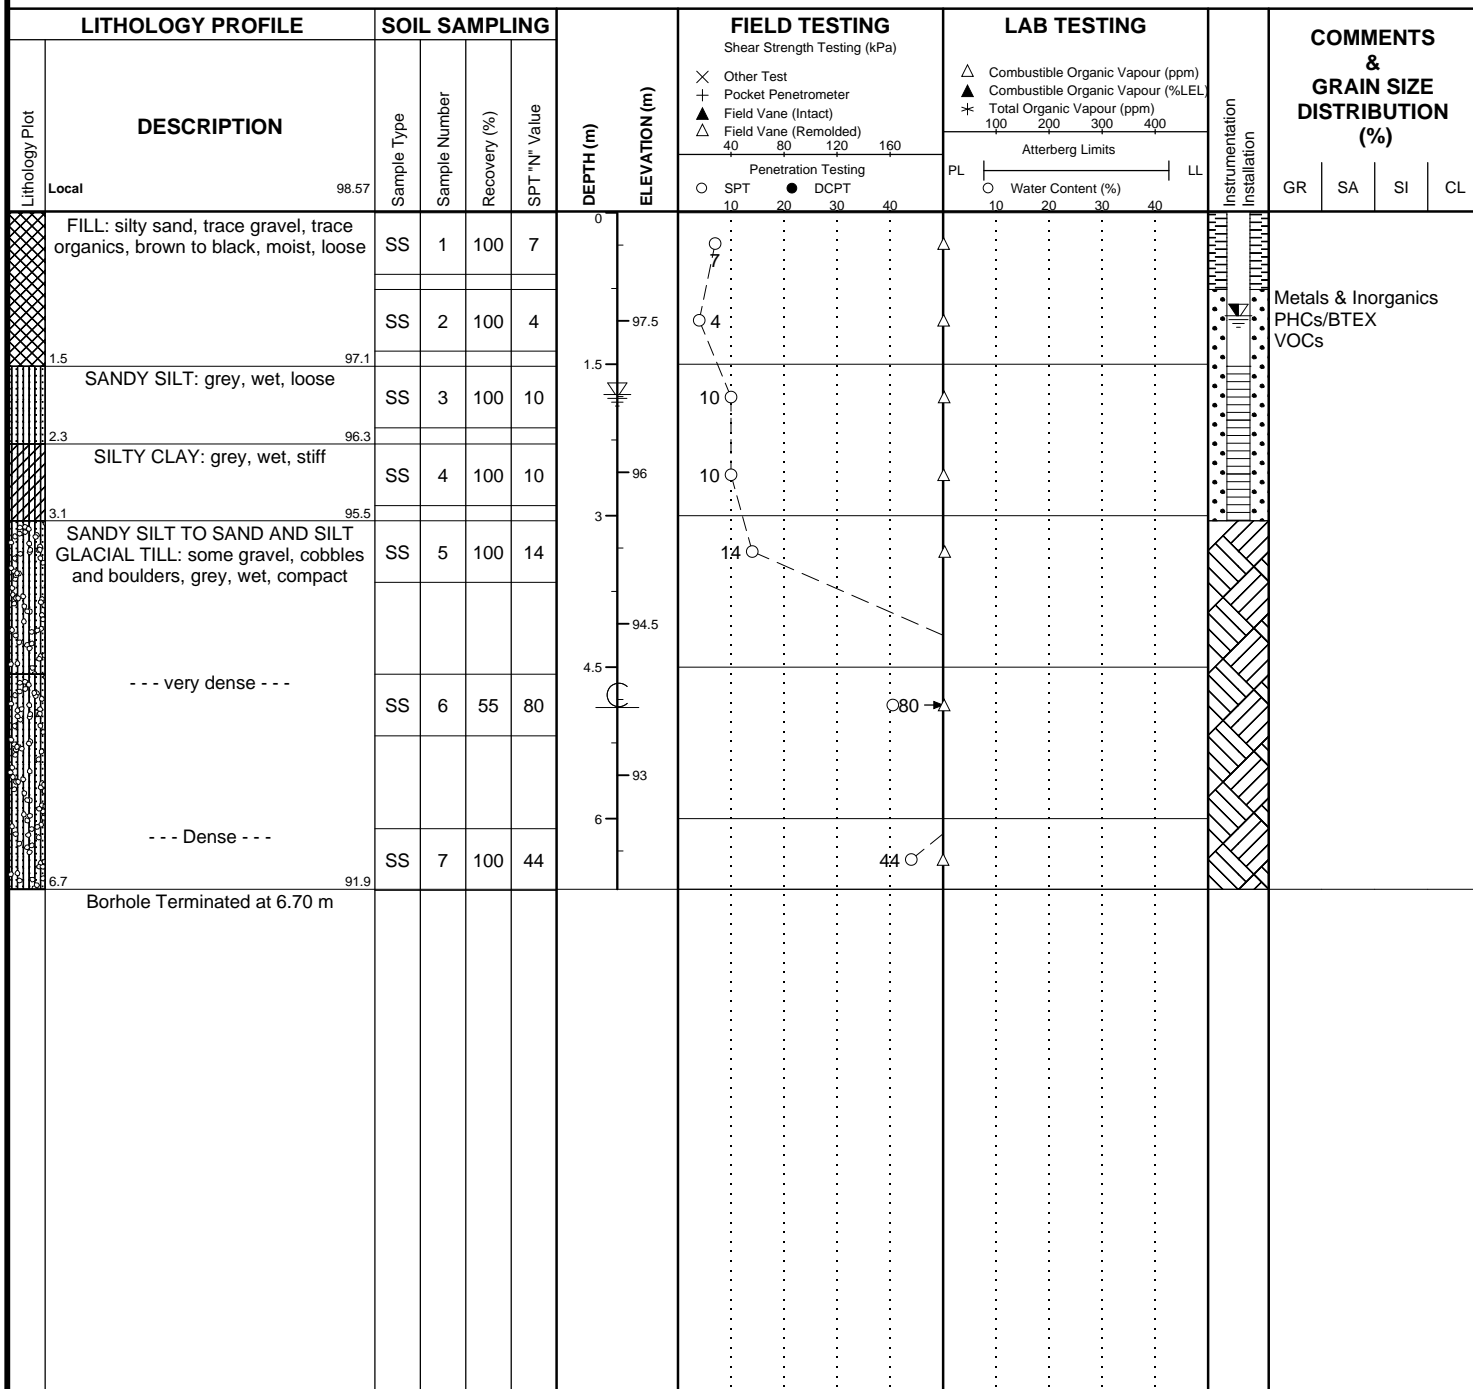 LITHOLOGY PROFILE
SOIL SAMPLING
FIELD TESTING
LAB TESTING
COMMENTS
&
GRAIN SIZE
DISTRIBUTION
(%)
Lithology Plot
DESCRIPTION
Local 98.57
Sample Type
Sample Number
Recovery (%)
SPT "N" Value
DEPTH (m)
ELEVATION (m)
Shear Strength Testing (kPa)
Other Test
Pocket Penetrometer
Field Vane (Intact)
Field Vane (Remolded)
40 80 120 160
Penetration Testing
SPT DCPT
10 20 30 40
Combustible Organic Vapour (ppm)
Combustible Organic Vapour (%LEL)
Total Organic Vapour (ppm)
100 200 300 400
Atterberg Limits
PL LL
Water Content (%)
10 20 30 40
Instrumentation
Installation
GR SA SI CL
FILL: silty sand, trace gravel, trace
organics, brown to black, moist, loose
SS 1 100 7
0
7
SS 2 100 4
97.5
4
Metals & Inorganics
PHCs/BTEX
VOCs
1.5 97.1
1.5
SANDY SILT: grey, wet, loose
SS 3 100 10
10
2.3 96.3
SILTY CLAY: grey, wet, stiff
SS 4 100 10
96
10
3.1 95.5
3
SANDY SILT TO SAND AND SILT
GLACIAL TILL: some gravel, cobbles
and boulders, grey, wet, compact
SS 5 100 14
14
94.5
4.5
- - - very dense - - -
SS 6 55 80
80
93
6
- - - Dense - - -
SS 7 100 44
44
6.7 91.9
Borhole Terminated at 6.70 m